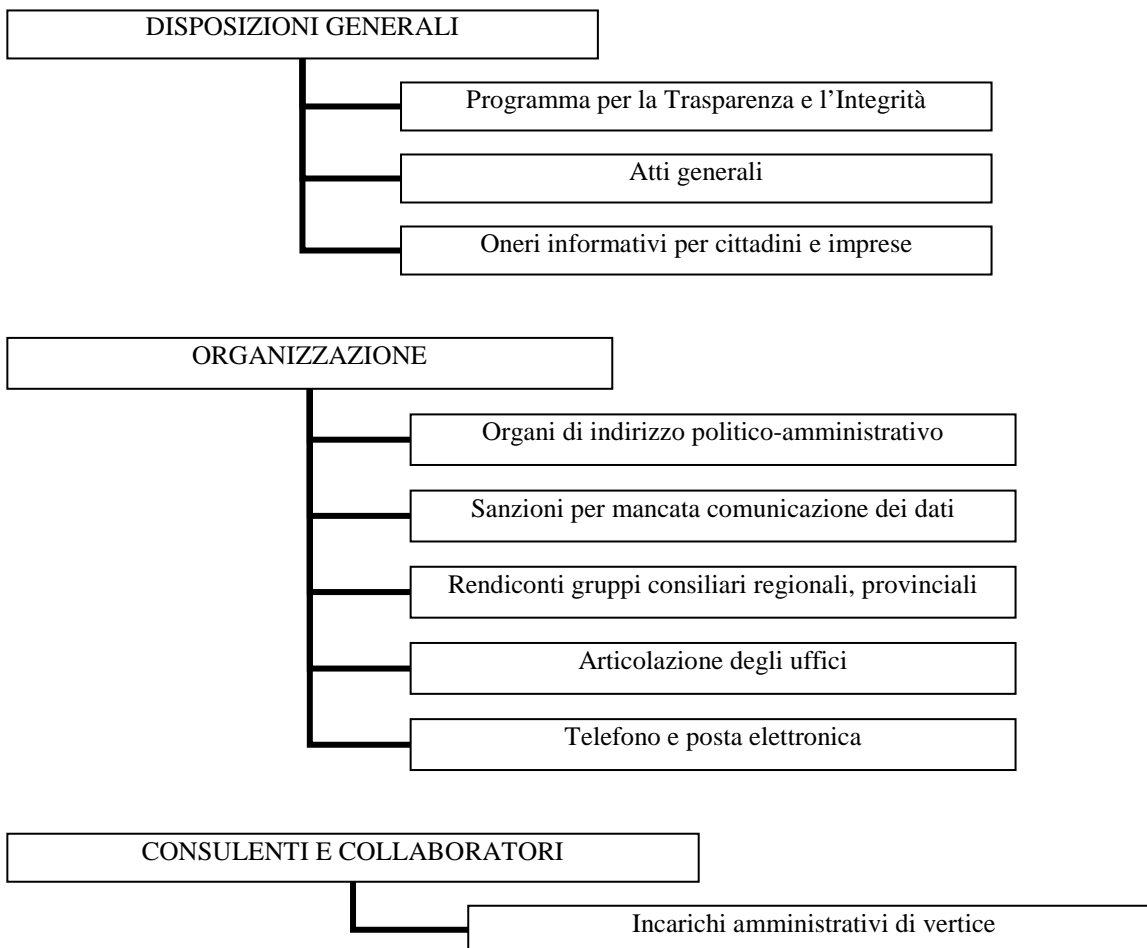 DISPOSIZIONI GENERALI
Programma per la Trasparenza e l’Integrità
Atti generali
Oneri informativi per cittadini e imprese
ORGANIZZAZIONE
Organi di indirizzo politico-amministrativo
Sanzioni per mancata comunicazione dei dati
Rendiconti gruppi consiliari regionali, provinciali
Articolazione degli uffici
Telefono e posta elettronica
CONSULENTI E COLLABORATORI
Incarichi amministrativi di vertice